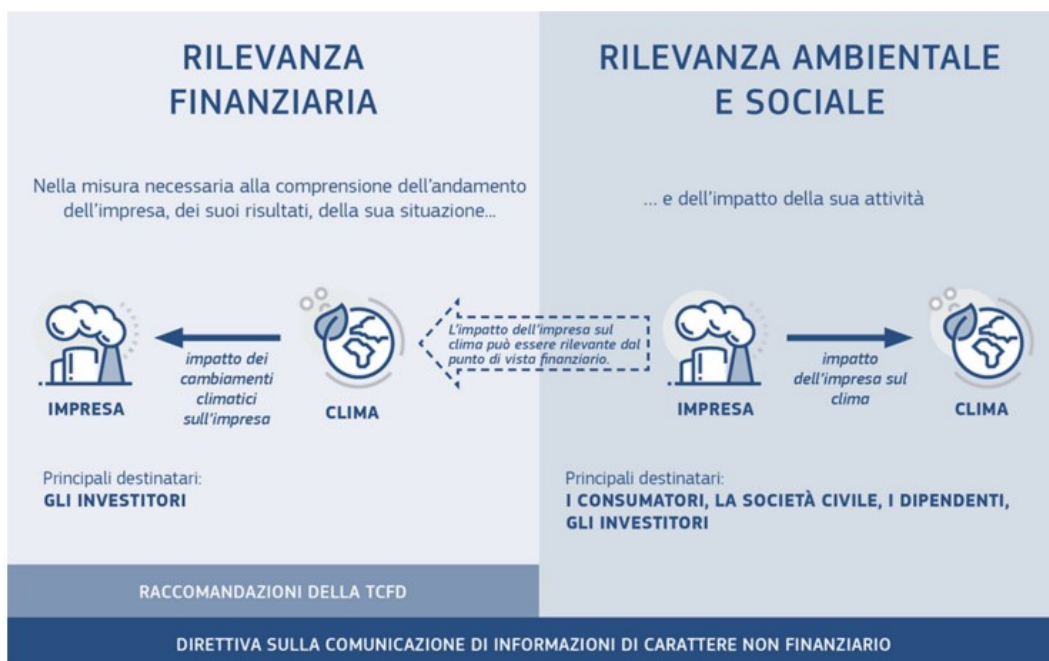 RILEVANZA
FINANZIARIA
Nella misura necessaria alla comprensione dell'andamento
dell'impresa, dei suoi risultati, della sua situazione...
IMPRESA
impatto dei
cambiamenti
climatici
sull'impresa
CLIMA
Principali destinatari:
GLI INVESTITORI
L'impatto dell'impresa sul
clima può essere rilevante dal
punto di vista finanziario.
RILEVANZA AMBIENTALE
E SOCIALE
... e dell'impatto della sua attività
IMPRESA
impatto
dell'impresa sul
clima
CLIMA
Principali destinatari:
I CONSUMATORI, LA SOCIETÀ CIVILE, I DIPENDENTI,
GLI INVESTITORI
RACCOMANDAZIONI DELLA TCFD
DIRETTIVA SULLA COMUNICAZIONE DI INFORMAZIONI DI CARATTERE NON FINANZIARIO